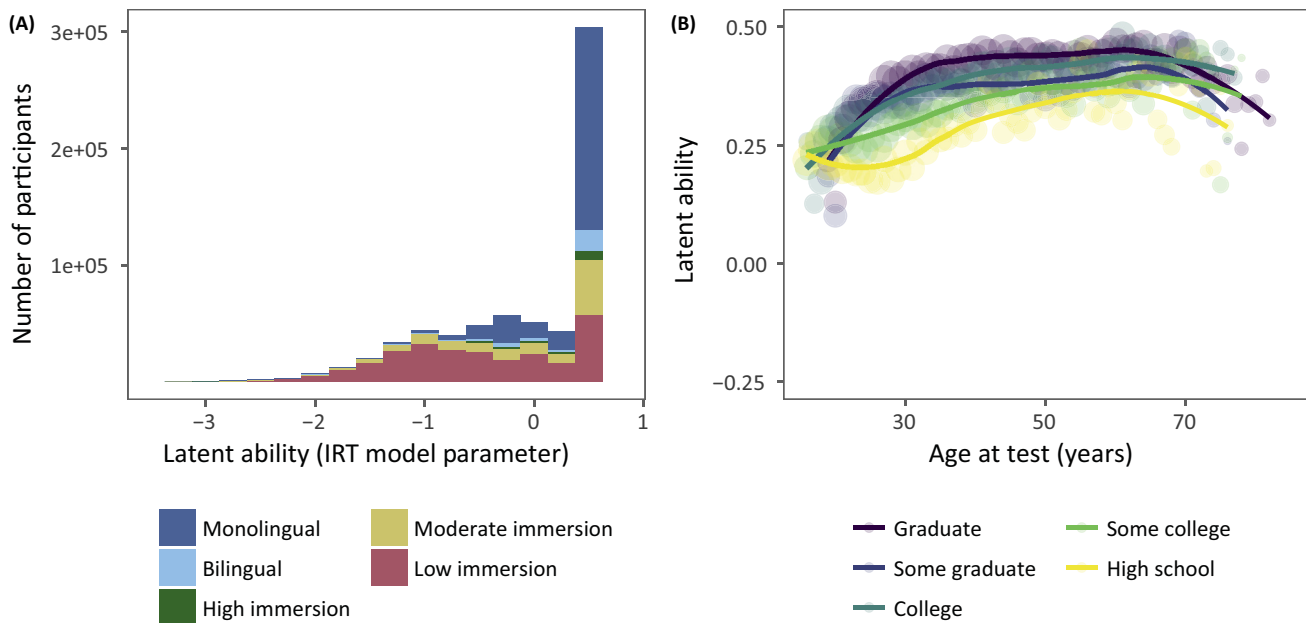 (A)
Number of participants
3e+05
2e+05
1e+05
−3 −2 −1 0 1
Latent ability (IRT model parameter)
Monolingual
Bilingual
High immersion
Moderate immersion
Low immersion
(B)
Latent ability
0.50
0.25
0.00
−0.25
30 50 70
Age at test (years)
Graduate
Some graduate
College
Some college
High school